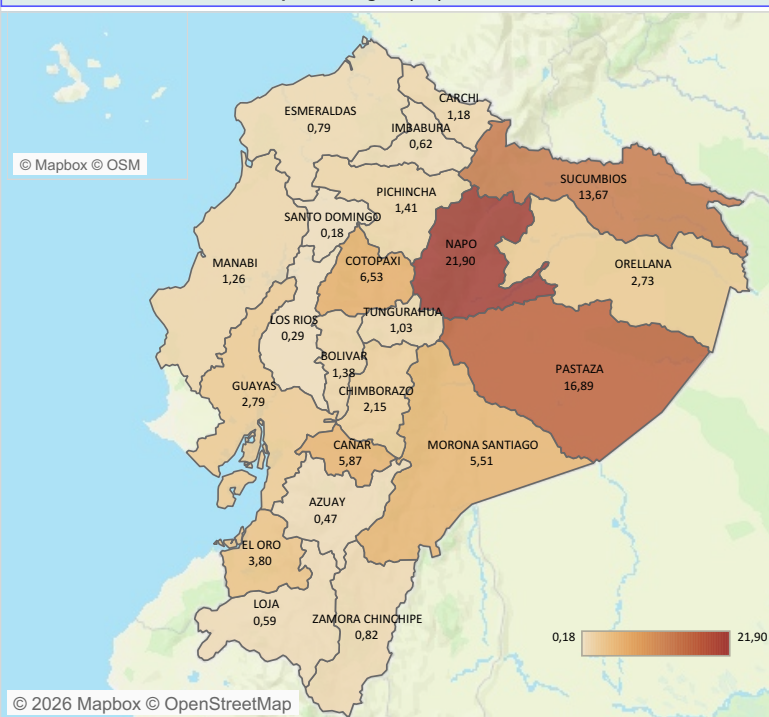 CARCHI
1,18
ESMERALDAS
0,79
IMBABURA
0,62
© Mapbox © OSM
SUCUMBIOS
13,67
PICHINCHA
1,41
SANTO DOMINGO
0,18
NAPO
21,90
COTOPAXI
6,53
MANABI
1,26
ORELLANA
2,73
TUNGURAHUA
1,03
LOS RIOS
0,29
BOLIVAR
1,38
PASTAZA
16,89
GUAYAS
2,79
CHIMBORAZO
2,15
CAÑAR
5,87
MORONA SANTIAGO
5,51
AZUAY
0,47
EL ORO
3,80
LOJA
0,59
ZAMORA CHINCHIPE
0,82
0,18
21,90
© 2026 Mapbox © OpenStreetMap